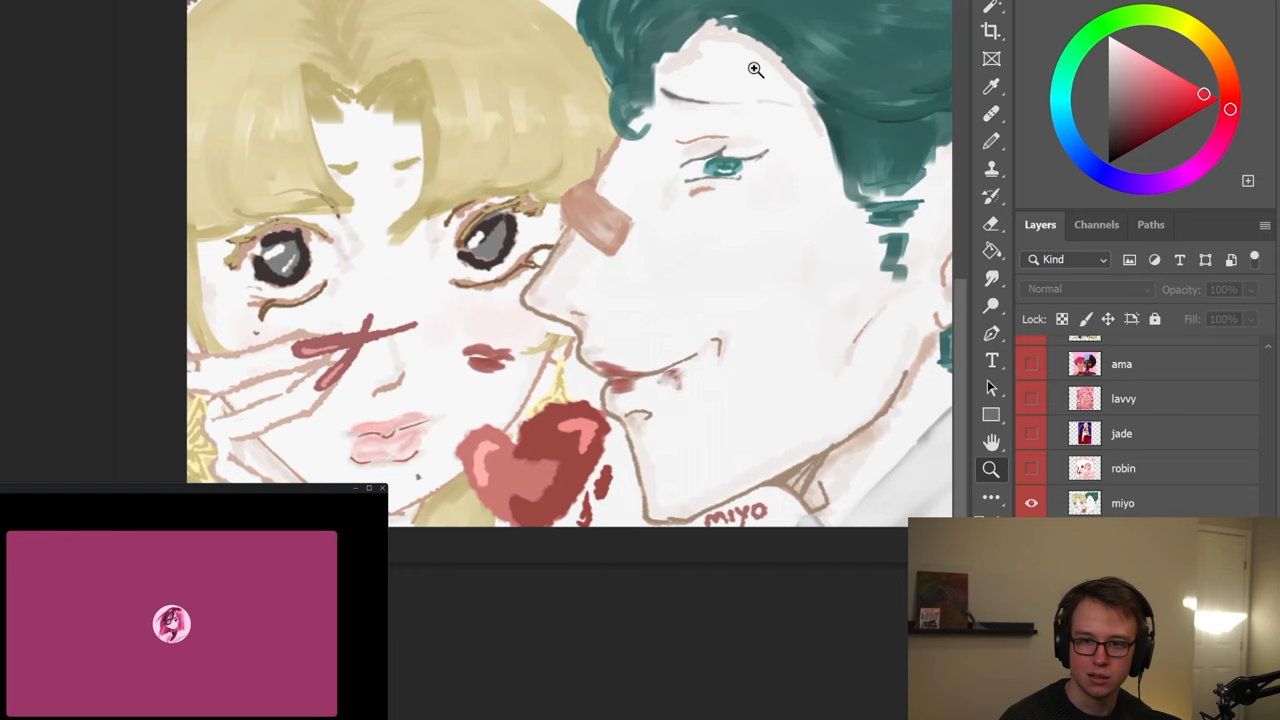 Layers
Channels
Paths
Kind
Normal
Opacity: 100%
Lock:
Fill: 100%
ama
lavvy
jade
robin
miyo
miyo